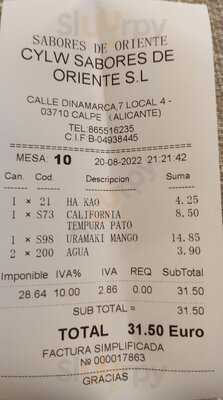 SABORES DE ORIENTE
CYLW SABORES DE
ORIENTE S.L
CALLE DINAMARCA,7 LOCAL 4 -
03710 CALPE (ALICANTE)
TEL:865516235
C.I.F B-04938445
MESA: 10 20-08-2022 21:21:42
Can. Cod. Descripcion Suma
1 × 21 HA KAO 4.25
1 × S73 CALIFORNIA 8.50
TEMPURA PATO
1 × S98 URAMAKI MANGO 14.85
2 × 200 AGUA 3.90
Imponible IVA% IVA REQ SubTotal
28.64 10.00 2.86 0.00 31.50
SUB TOTAL = 31.50
TOTAL 31.50 Euro
FACTURA SIMPLIFICADA
Nº 000017863
GRACIAS